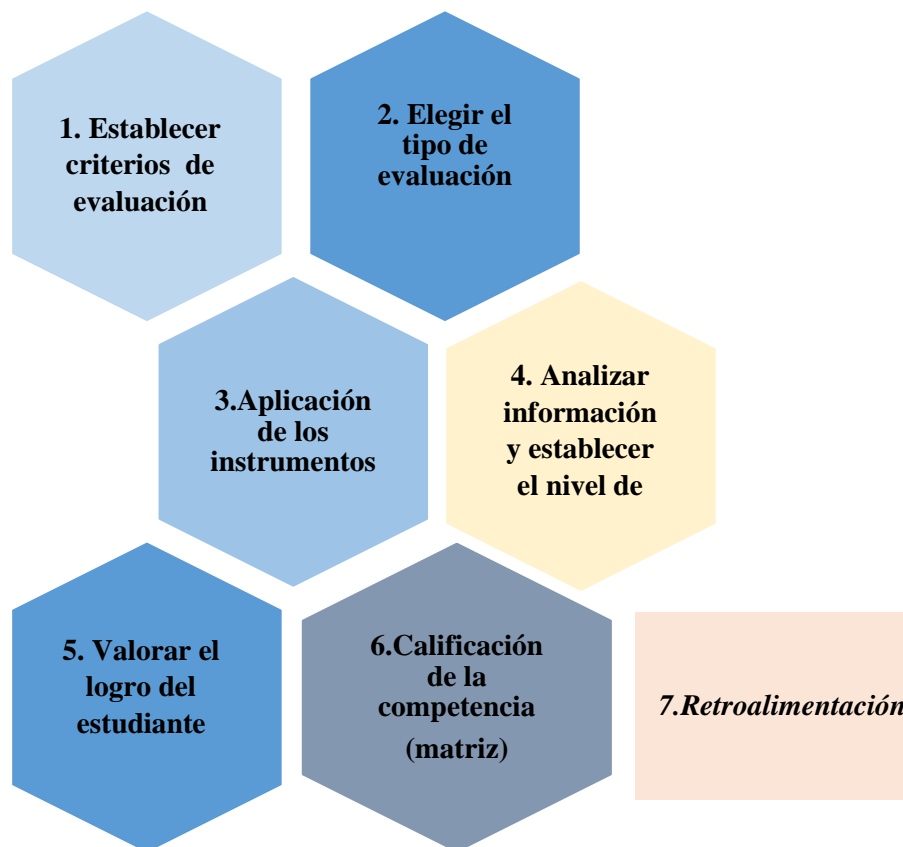 1. Establecer
criterios de
evaluación
2. Elegir el
tipo de
evaluación
3.Aplicación
de los
instrumentos
4. Analizar
información
y establecer
el nivel de
5. Valorar el
logro del
estudiante
6.Calificación
de la
competencia
(matriz)
7.Retroalimentación